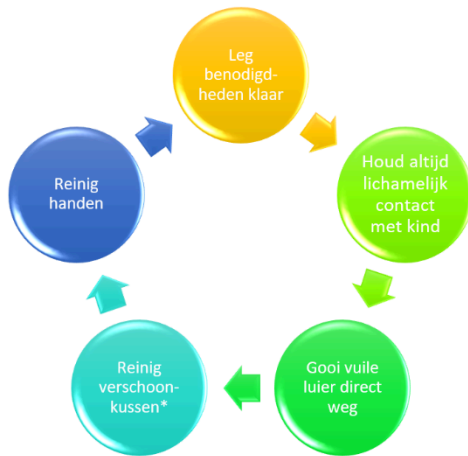 Leg
benodigd-
heden klaar
Houd altijd
lichamelijk
contact
met kind
Gooi vuile
luier direct
weg
Reinig
verschoon-
kussen*
Reinig
handen